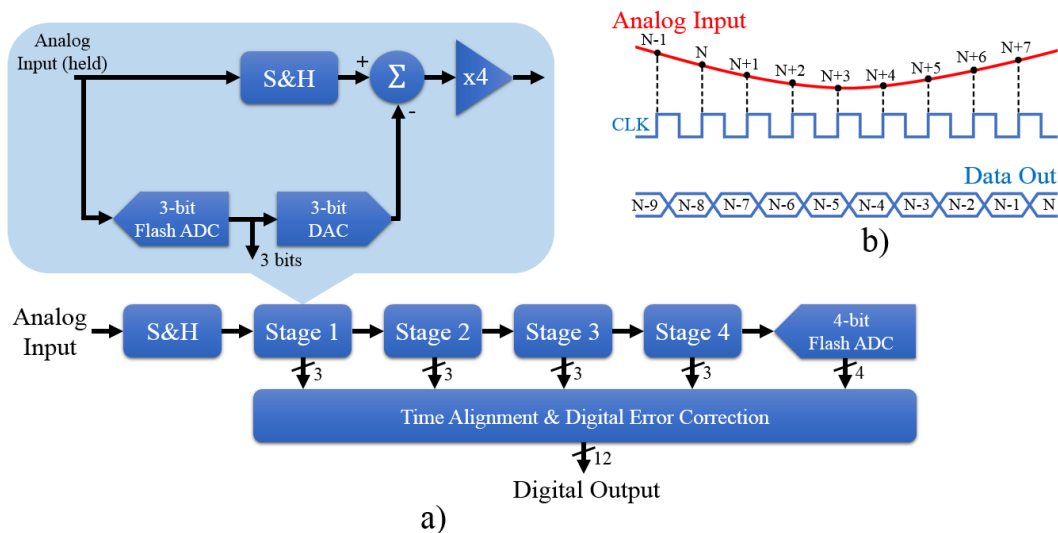 Analog
Input (held)
S&H
+
Σ
x4
-
3-bit
Flash ADC
3-bit
DAC
3 bits
Analog
Input
S&H
Stage 1
Stage 2
Stage 3
Stage 4
4-bit
Flash ADC
3
3
3
3
4
Time Alignment & Digital Error Correction
12
Digital Output
a)
Analog Input
N-1
N
N+1
N+2
N+3
N+4
N+5
N+6
N+7
CLK
Data Out
N-9
N-8
N-7
N-6
N-5
N-4
N-3
N-2
N-1
N
b)